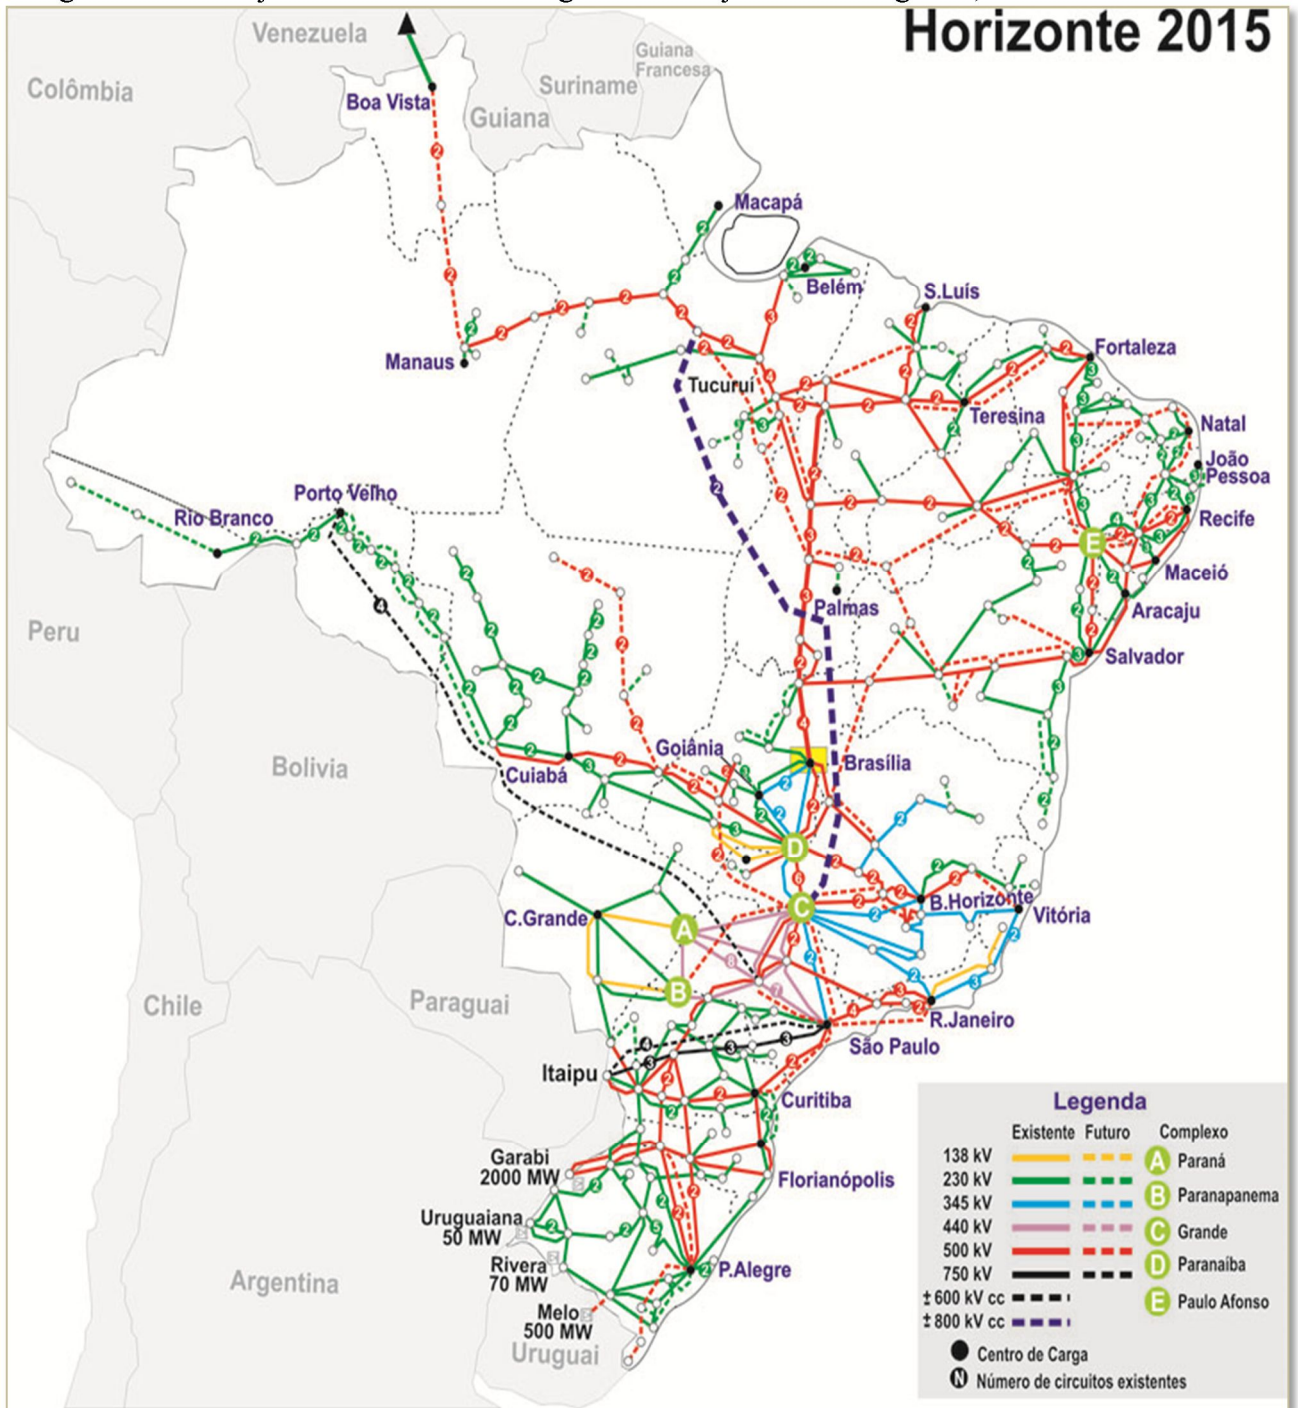 Horizonte 2015
Venezuela
Guiana
Francesa
Colômbia
Suriname
Boa Vista
Guiana
Macapá
Belém
S.Luís
Manaus
Fortaleza
Tucuruí
Teresina
Natal
João
Pessoa
Porto Velho
Rio Branco
Recife
E
Maceió
Palmas
Aracaju
Peru
Salvador
Goiânia
Brasília
Bolivia
Cuiabá
D
B.Horizonte
C
C.Grande
Vitória
A
B
Chile
Paraguai
R.Janeiro
São Paulo
Itaipu
Curitiba
Garabi
2000 MW
Florianópolis
Uruguaiana
50 MW
Rivera
70 MW
P.Alegre
Argentina
Melo
500 MW
Uruguai
Legenda
Existente Futuro Complexo
138 kV A Paraná
230 kV
345 kV B Paranapanema
440 kV C Grande
500 kV
750 kV D Paranaíba
±600 kV cc E Paulo Afonso
±800 kV cc
Centro de Carga
N Número de circuitos existentes